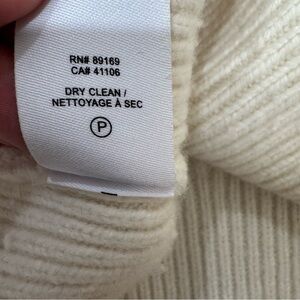 RN# 89169
CA# 41106
DRY CLEAN /
NETTOYAGE À SEC
P